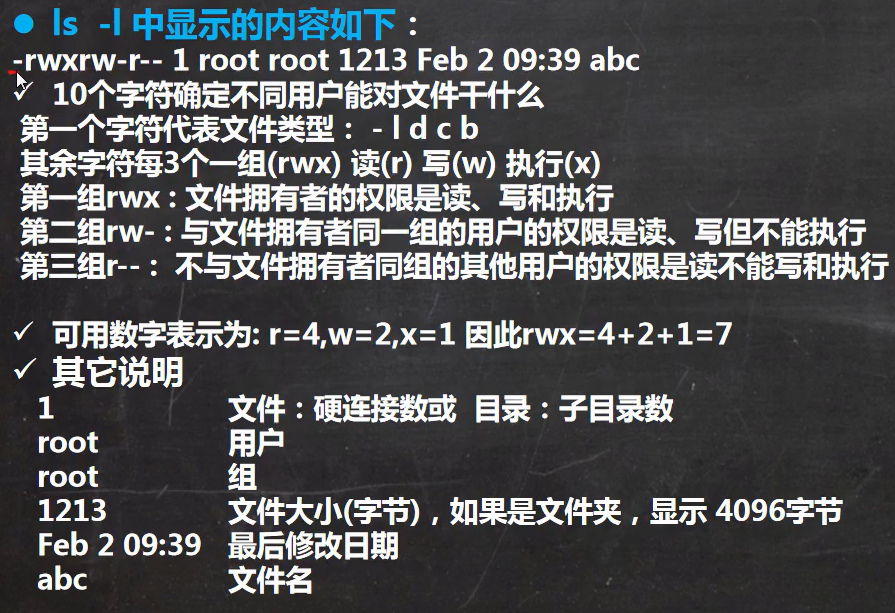 ● ls -l 中显示的内容如下：
-rwxrw-r-- 1 root root 1213 Feb 2 09:39 abc
✓ 10个字符确定不同用户能对文件干什么
第一个字符代表文件类型： - l d c b
其余字符每3个一组(rwx) 读(r) 写(w) 执行(x)
第一组rwx : 文件拥有者的权限是读、写和执行
第二组rw- : 与文件拥有者同一组的用户的权限是读、写但不能执行
第三组r-- : 不与文件拥有者同组的其他用户的权限是读不能写和执行
✓ 可用数字表示为: r=4,w=2,x=1 因此rwx=4+2+1=7
✓ 其它说明
1 文件：硬连接数或 目录：子目录数
root 用户
root 组
1213 文件大小(字节)，如果是文件夹，显示 4096字节
Feb 2 09:39 最后修改日期
abc 文件名